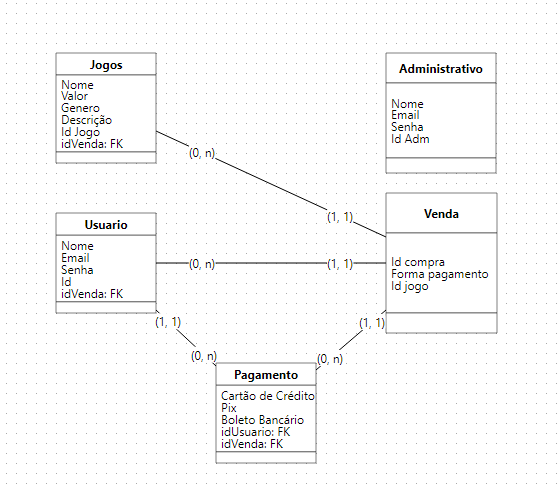 Jogos
Nome
Valor
Genero
Descrição
Id Jogo
idVenda: FK
Administrativo
Nome
Email
Senha
Id Adm
(0, n)
(1, 1)
Usuario
Nome
Email
Senha
Id
idVenda: FK
(0, n)
(1, 1)
Venda
Id compra
Forma pagamento
Id jogo
(1, 1)
(0, n)
(1, 1)
(0, n)
Pagamento
Cartão de Crédito
Pix
Boleto Bancário
idUsuario: FK
idVenda: FK